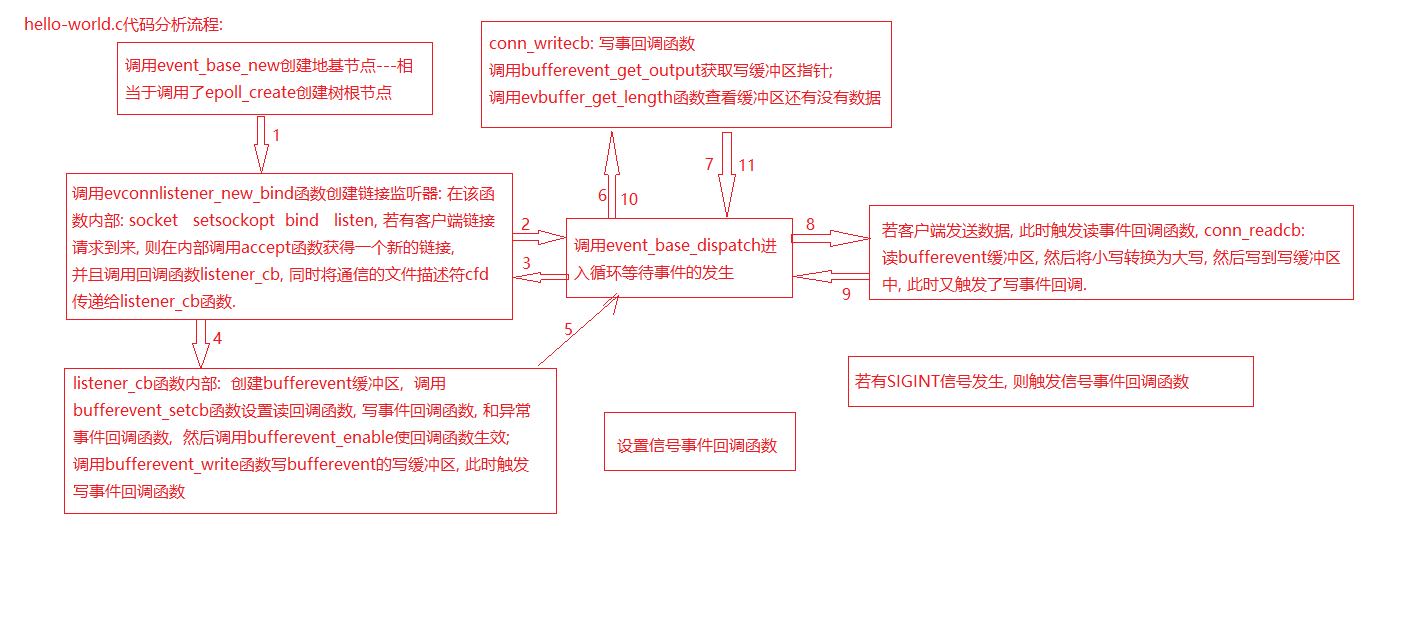 hello-world.c代码分析流程:
调用event_base_new创建地基节点---相
当于调用了epoll_create创建树根节点
1
conn_writecb: 写事回调函数
调用bufferevent_get_output获取写缓冲区指针;
调用evbuffer_get_length函数查看缓冲区还有没有数据
6
10
7
11
调用evconnlistener_new_bind函数创建链接监听器: 在该函
数内部: socket setsockopt bind listen, 若有客户端链接
请求到来, 则在内部调用accept函数获得一个新的链接,
并且调用回调函数listener_cb, 同时将通信的文件描述符cfd
传递给listener_cb函数.
2
3
调用event_base_dispatch进
入循环等待事件的发生
8
9
若客户端发送数据, 此时触发读事件回调函数, conn_readcb:
读bufferevent缓冲区, 然后将小写转换为大写, 然后写到写缓冲区
中, 此时又触发了写事件回调.
4
5
listener_cb函数内部: 创建bufferevent缓冲区, 调用
bufferevent_setcb函数设置读回调函数, 写事件回调函数, 和异常
事件回调函数, 然后调用bufferevent_enable使回调函数生效;
调用bufferevent_write函数写bufferevent的写缓冲区, 此时触发
写事件回调函数
设置信号事件回调函数
若有SIGINT信号发生, 则触发信号事件回调函数